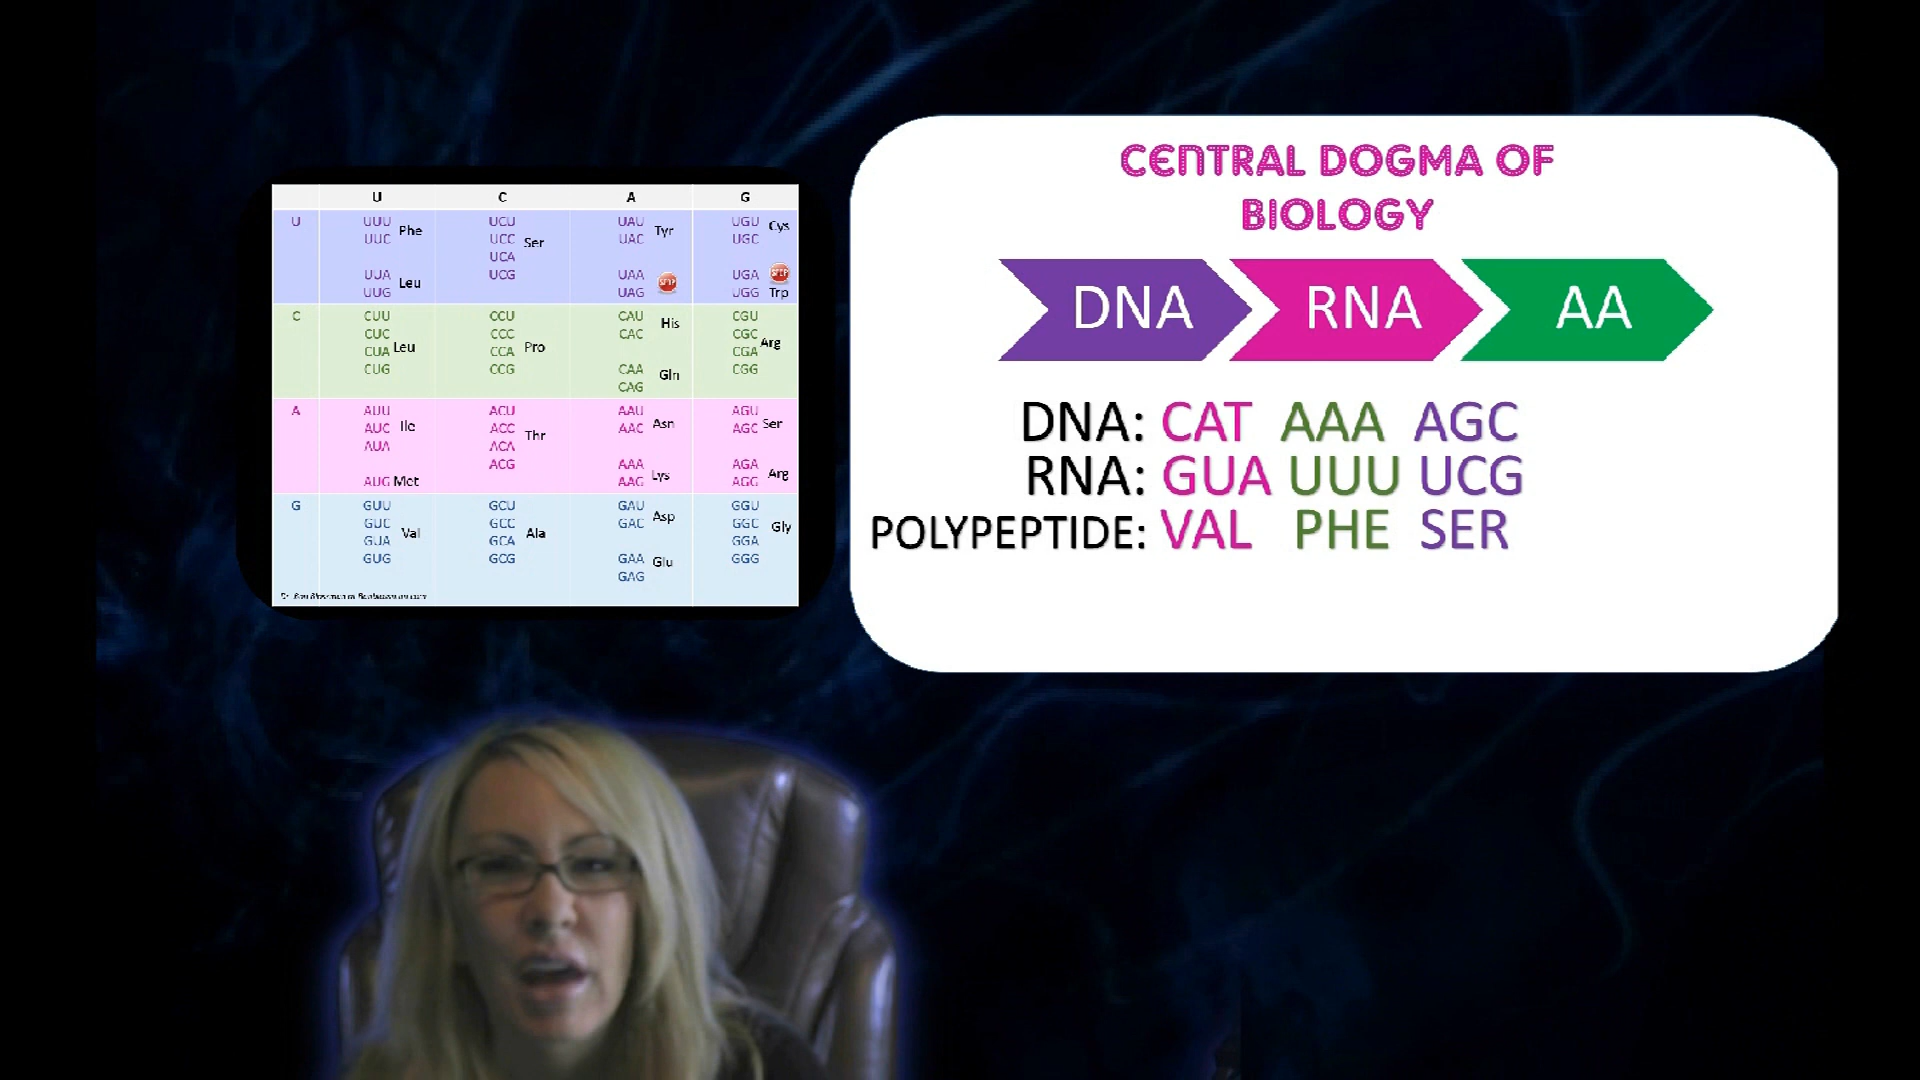 U C A G
U UUU Phe UCU UAU Tyr UGU Cys
UUC UCC Ser UAC UGC
UCA
UUA Leu UCG UAA STOP UGA STOP
UUG UAG UGG Trp
C CUU CCU CAU His CGU
CUC CCC CAC CGC Arg
CUA Leu CCA Pro CGA
CUG CCG CAA Gln CGG
CAG
A AUU ACU AAU Asn AGU Ser
AUC Ile ACC Thr AAC AGC
AUA ACA
ACG AAA Lys AGA Arg
AUG Met AAG AGG
G GUU GCU GAU Asp GGU
GUC Val GCC Ala GAC GGC Gly
GUA GCA GGA
GUG GCG GAA Glu GGG
GAG
CENTRAL DOGMA OF
BIOLOGY
DNA RNA AA
DNA: CAT AAA AGC
RNA: GUA UUU UCG
POLYPEPTIDE: VAL PHE SER